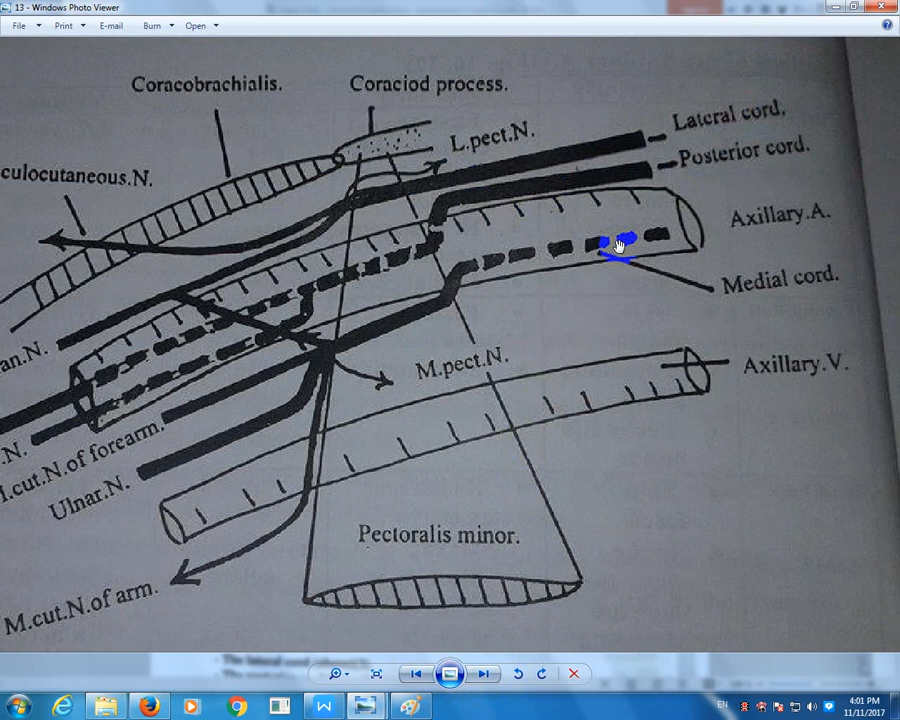 13 - Windows Photo Viewer
File Print E-mail Burn Open
Coracobrachialis.
Coraciod process.
L.pect.N.
Lateral cord.
Posterior cord.
culocutaneous.N.
Axillary.A.
Medial cord.
an.N.
M.pect.N.
Axillary.V.
.N.
.cut.N.of forearm.
Ulnar.N.
Pectoralis minor.
M.cut.N.of arm.
EN
4:01 PM
11/11/2017